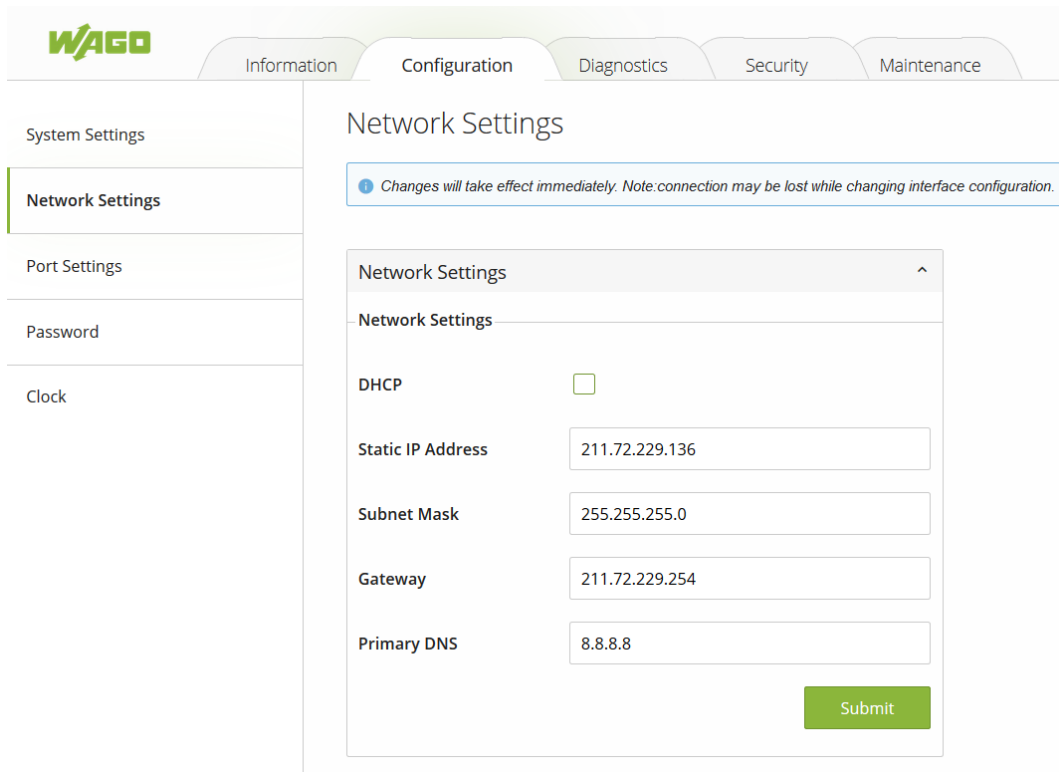 WAGO
Information Configuration Diagnostics Security Maintenance
System Settings
Network Settings
Port Settings
Password
Clock
Network Settings
Changes will take effect immediately. Note:connection may be lost while changing interface configuration.
Network Settings
Network Settings
DHCP
Static IP Address 211.72.229.136
Subnet Mask 255.255.255.0
Gateway 211.72.229.254
Primary DNS 8.8.8.8
Submit